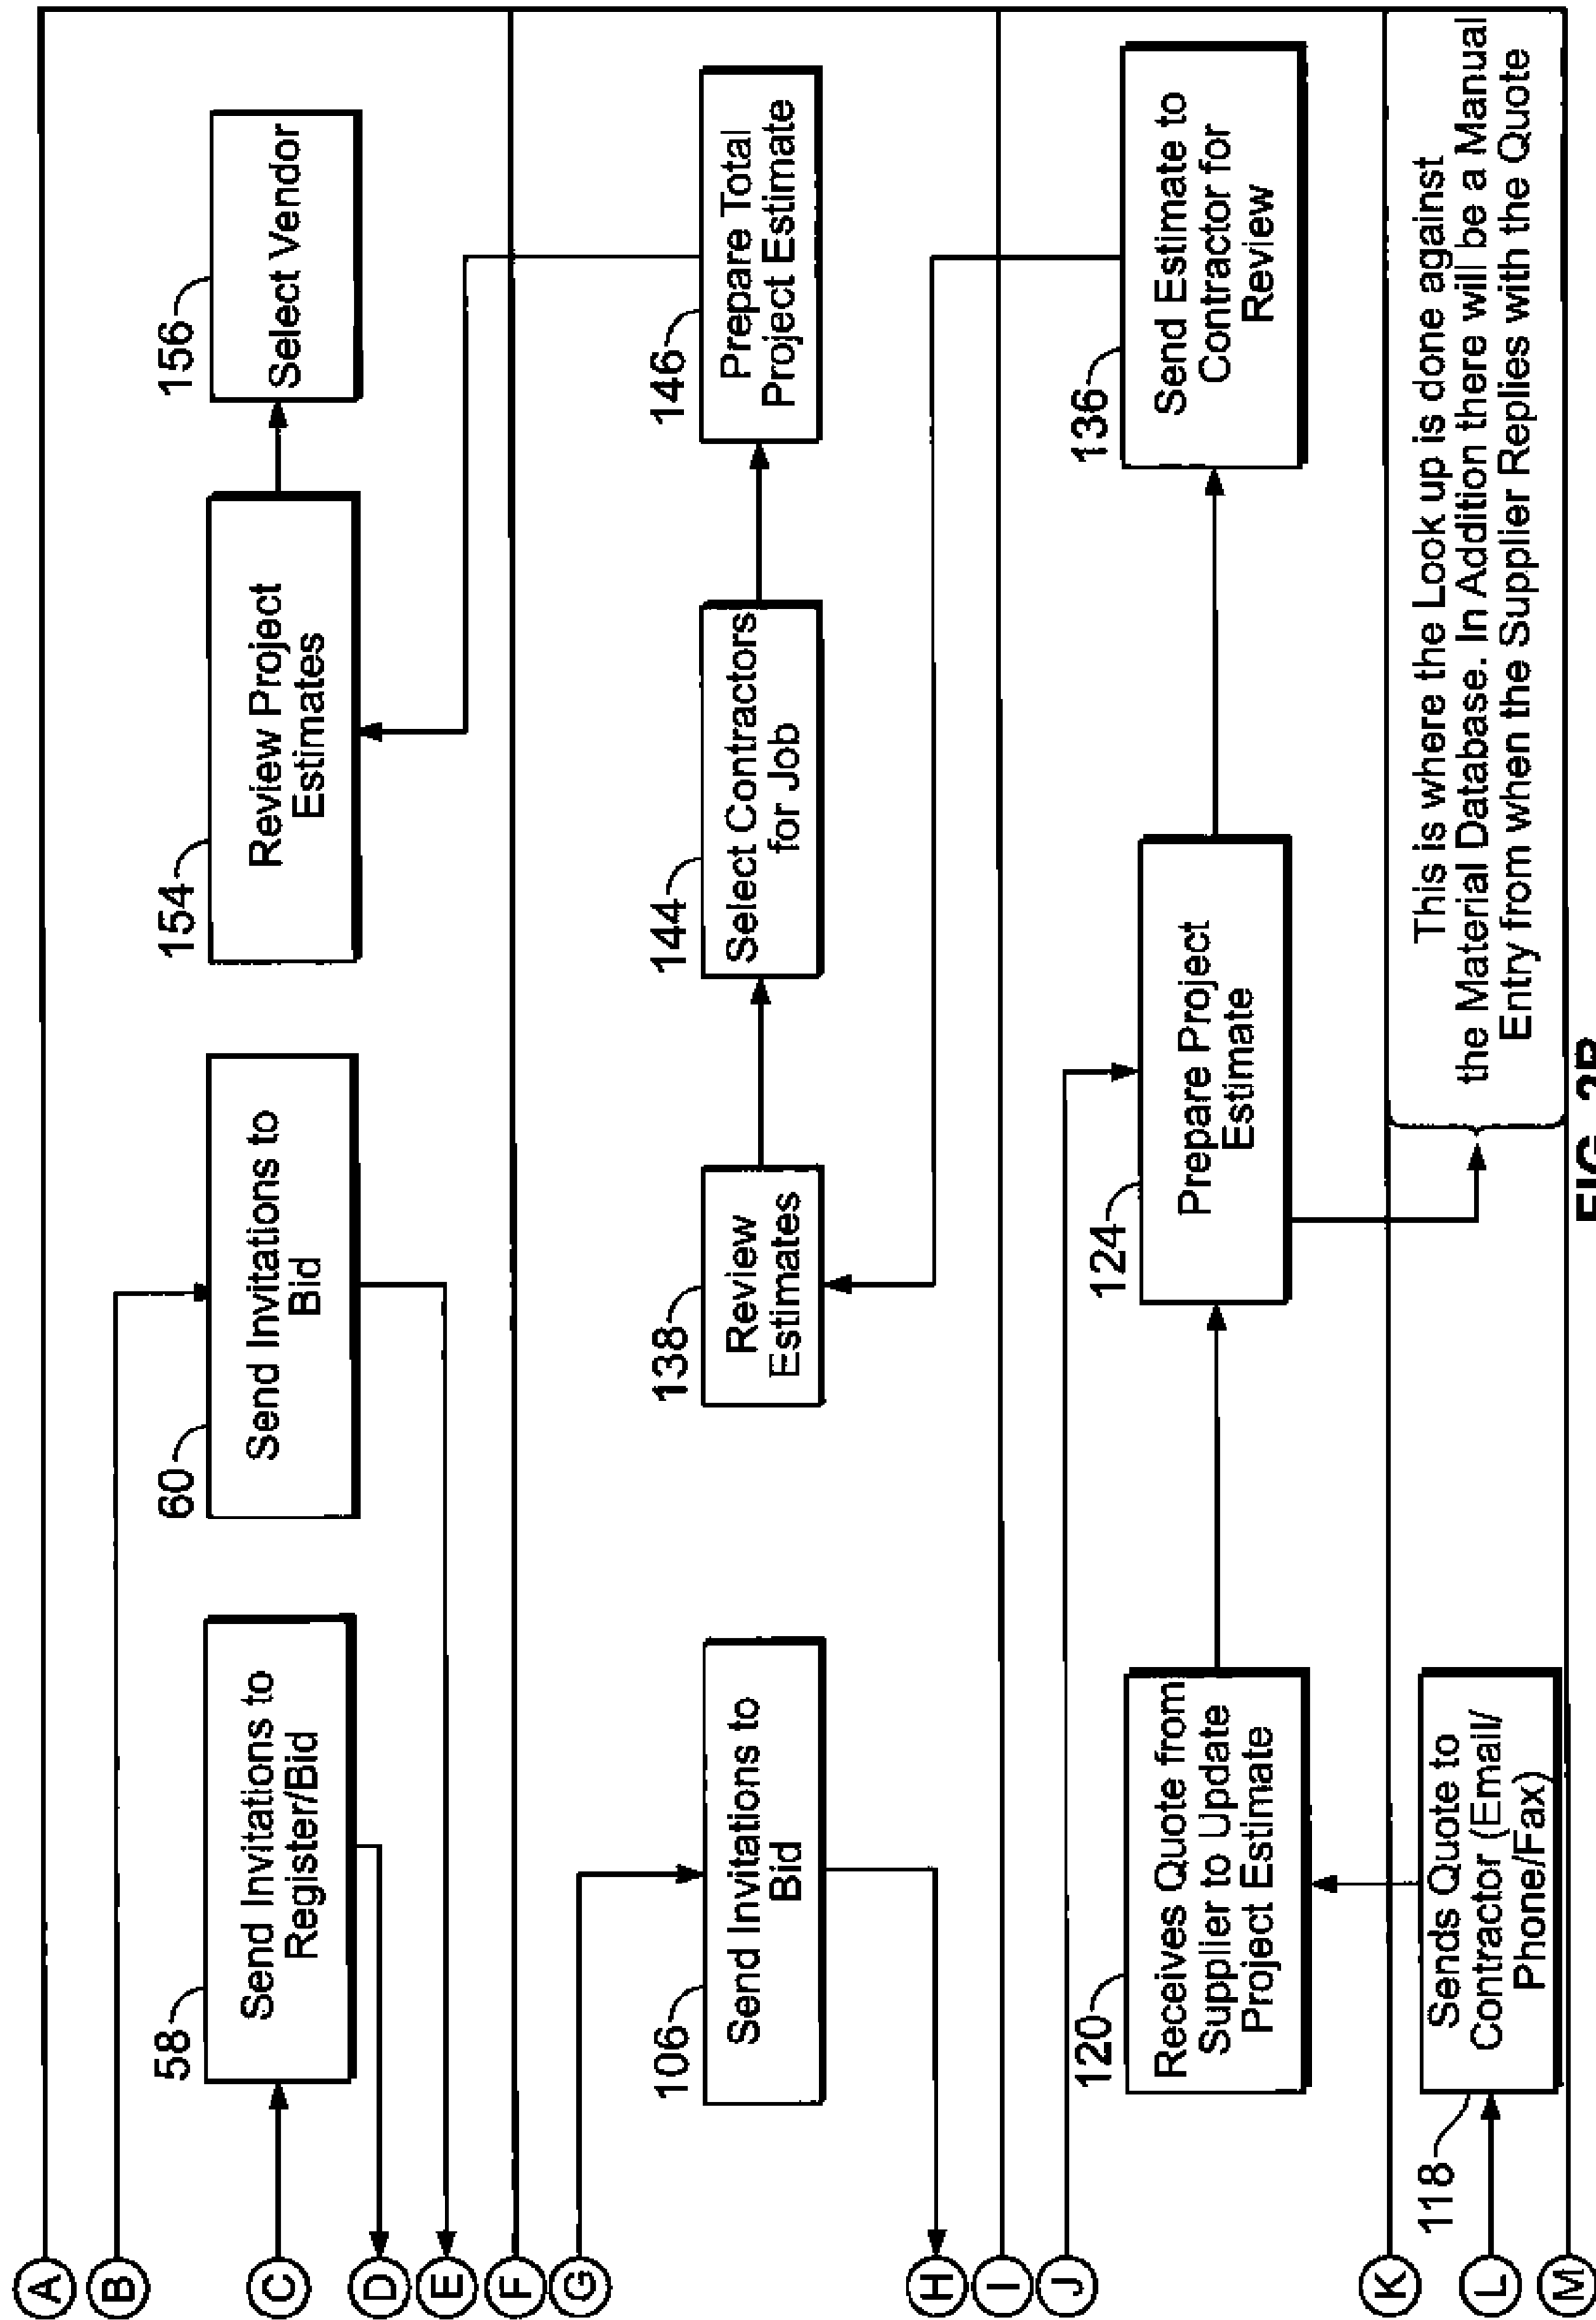 A
B
C
D
E
F
G
H
I
J
K
L
M
58
Send Invitations to
Register/Bid
60
Send Invitations to
Bid
154
Review Project
Estimates
156
Select Vendor
106
Send Invitations to
Bid
138
Review
Estimates
144
Select Contractors
for Job
146
Prepare Total
Project Estimate
120
Receives Quote from
Supplier to Update
Project Estimate
124
Prepare Project
Estimate
136
Send Estimate to
Contractor for
Review
118
Sends Quote to
Contractor (Email/
Phone/Fax)
This is where the Look up is done against
the Material Database. In Addition there will be a Manual
Entry from when the Supplier Replies with the Quote
FIG.